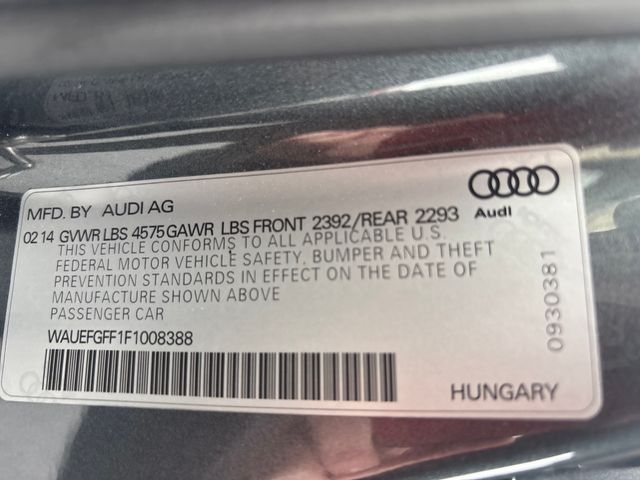 MFD. BY AUDI AG
Audi
02 14 GVWR LBS 4575 GAWR LBS FRONT 2392/REAR 2293
THIS VEHICLE CONFORMS TO ALL APPLICABLE U.S.
FEDERAL MOTOR VEHICLE SAFETY, BUMPER AND THEFT
PREVENTION STANDARDS IN EFFECT ON THE DATE OF
MANUFACTURE SHOWN ABOVE
PASSENGER CAR
WAUEFGFF1F1008388
HUNGARY
0930381